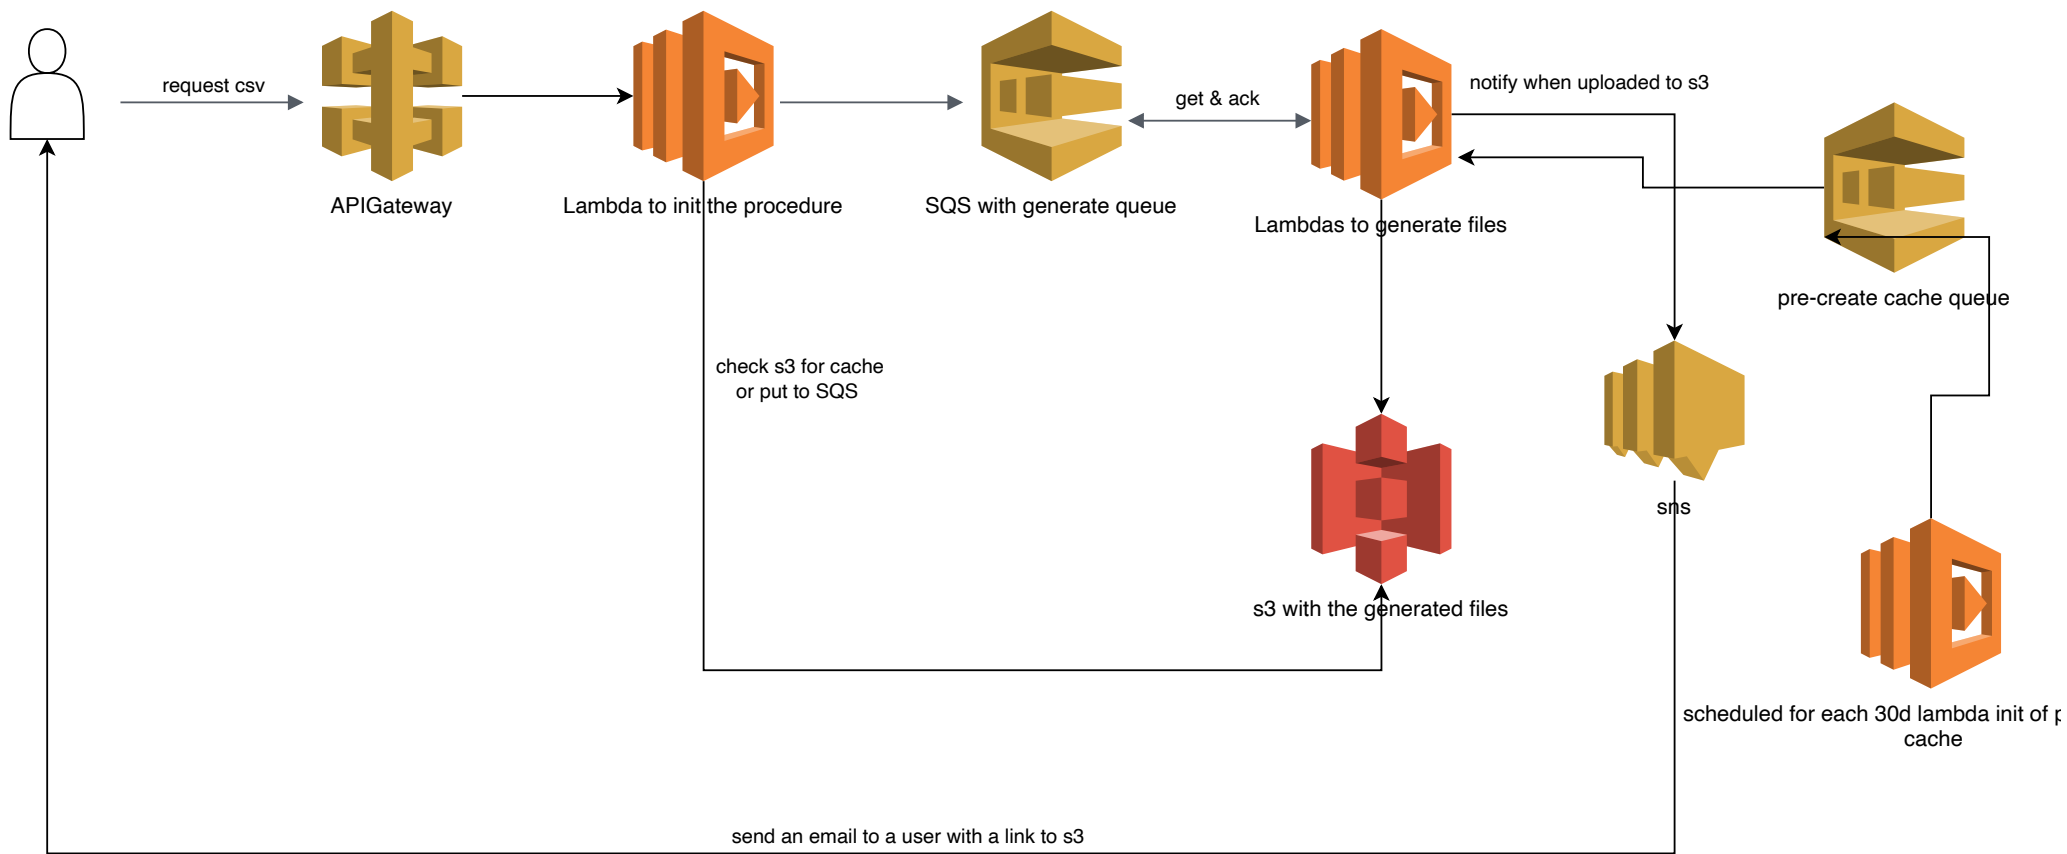 request csv
APIGateway
Lambda to init the procedure
SQS with generate queue
get & ack
Lambdas to generate files
notify when uploaded to s3
pre-create cache queue
check s3 for cache
or put to SQS
s3 with the generated files
sns
scheduled for each 30d lambda init of
cache
send an email to a user with a link to s3